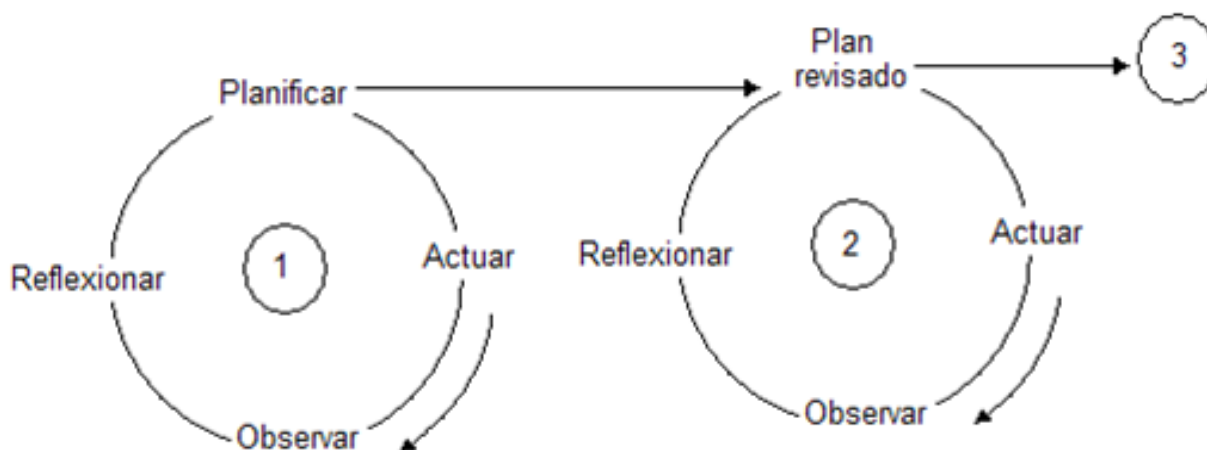 Planificar
Actuar
Observar
Reflexionar
1
Plan
revisado
Actuar
Observar
Reflexionar
2
3